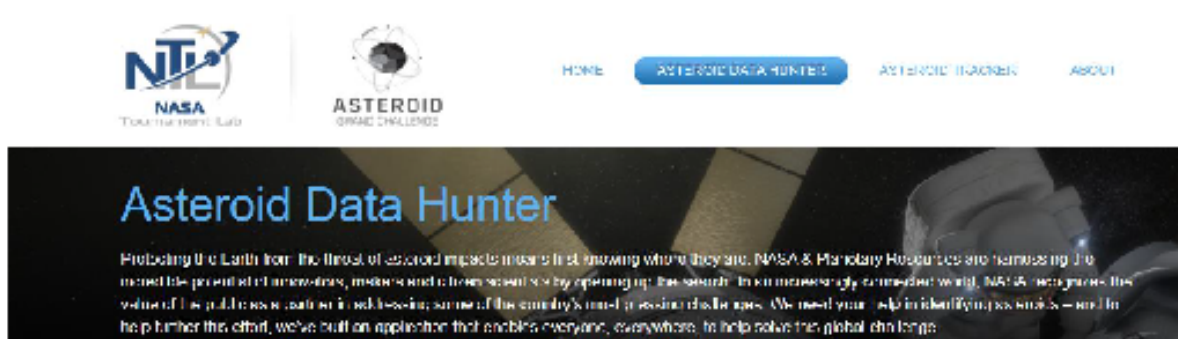 NTL
NASA
Tournament Lab
ASTEROID
GRAND CHALLENGE
HOME
ASTEROID DATA HUNTER
ASTEROID TRACKER
ABOUT
Asteroid Data Hunter
Protecting the Earth from the threat of asteroid impacts means first knowing where they are. NASA & Planetary Resources are harnessing the
incredible potential of innovators, makers and citizen scientists by opening up the search. In an increasingly connected world, NASA recognizes the
value of the public as a partner in addressing some of the country's most pressing challenges. We need your help in identifying asteroids – and to
help further this effort, we've built an application that enables everyone, everywhere, to help solve this global challenge